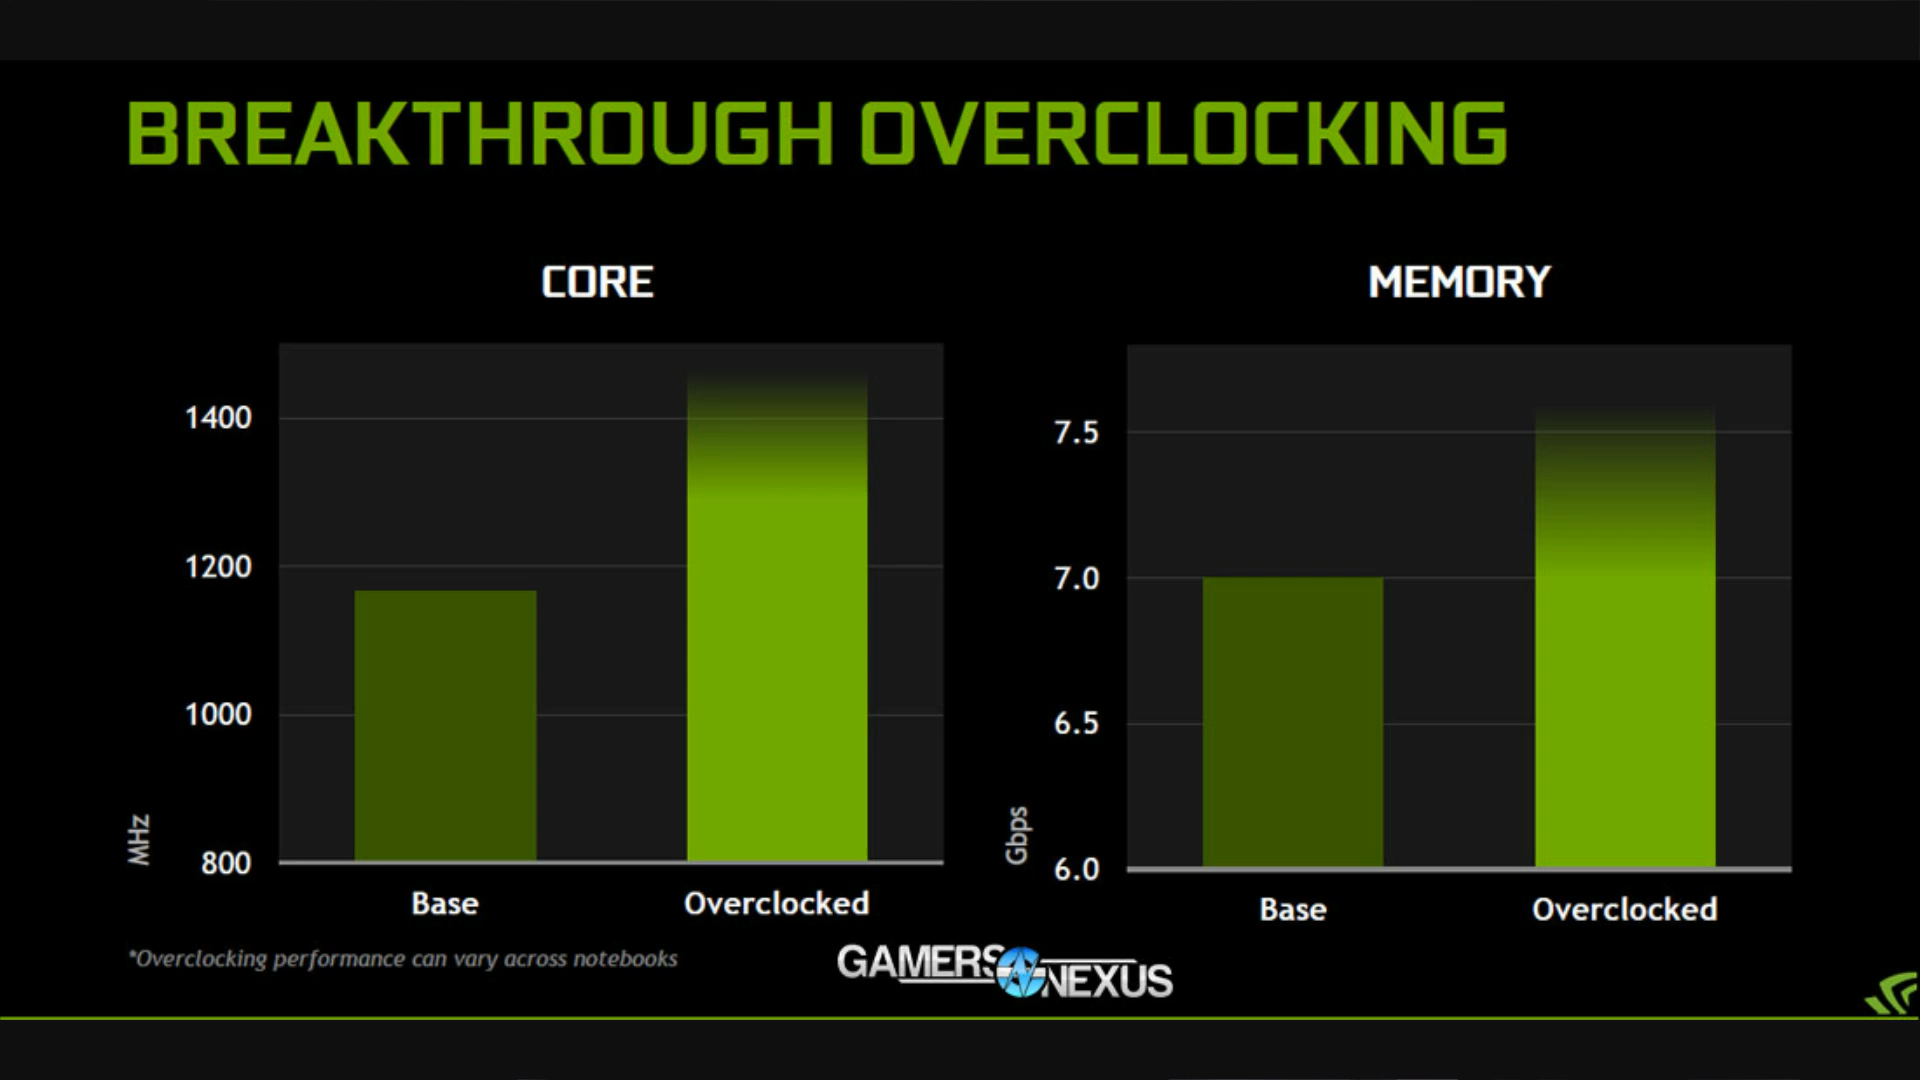 BREAKTHROUGH OVERCLOCKING
CORE
1400
1200
1000
800
MHz
Base Overclocked
MEMORY
7.5
7.0
6.5
6.0
Gbps
Base Overclocked
*Overclocking performance can vary across notebooks
GAMERS NEXUS